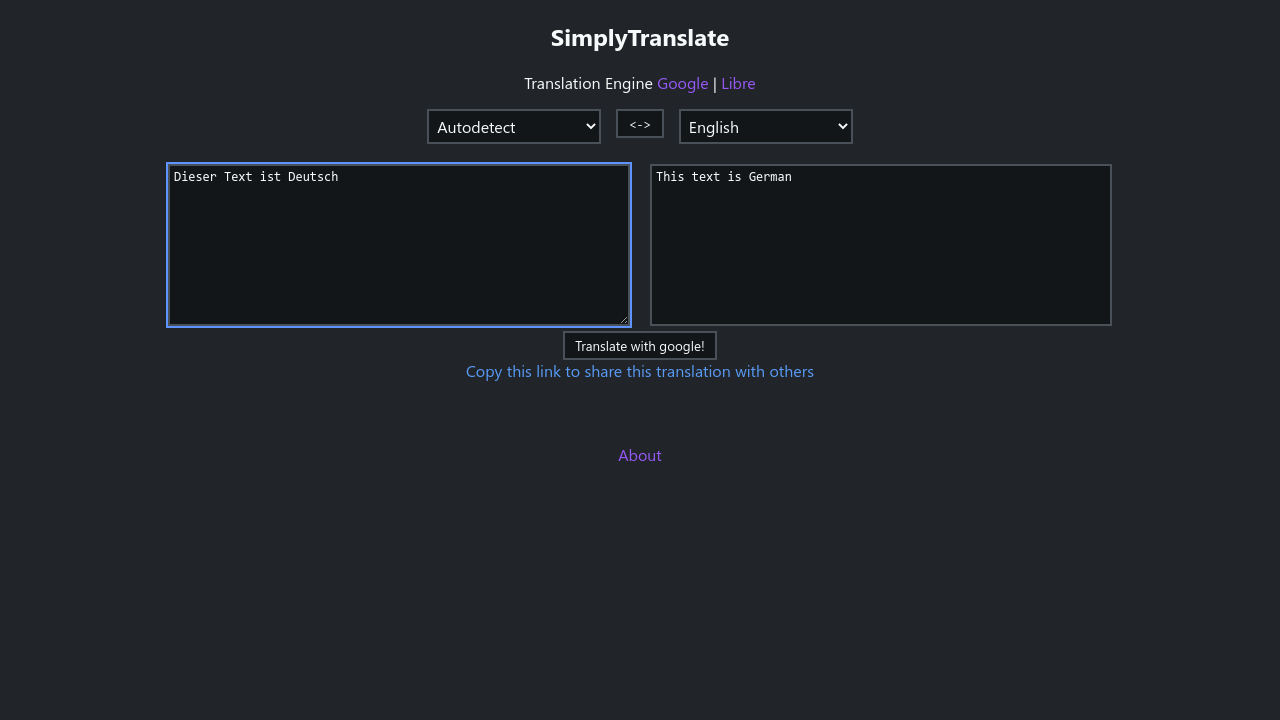 SimplyTranslate
Translation Engine Google | Libre
Autodetect <-> English
Dieser Text ist Deutsch
This text is German
Translate with google!
Copy this link to share this translation with others
About